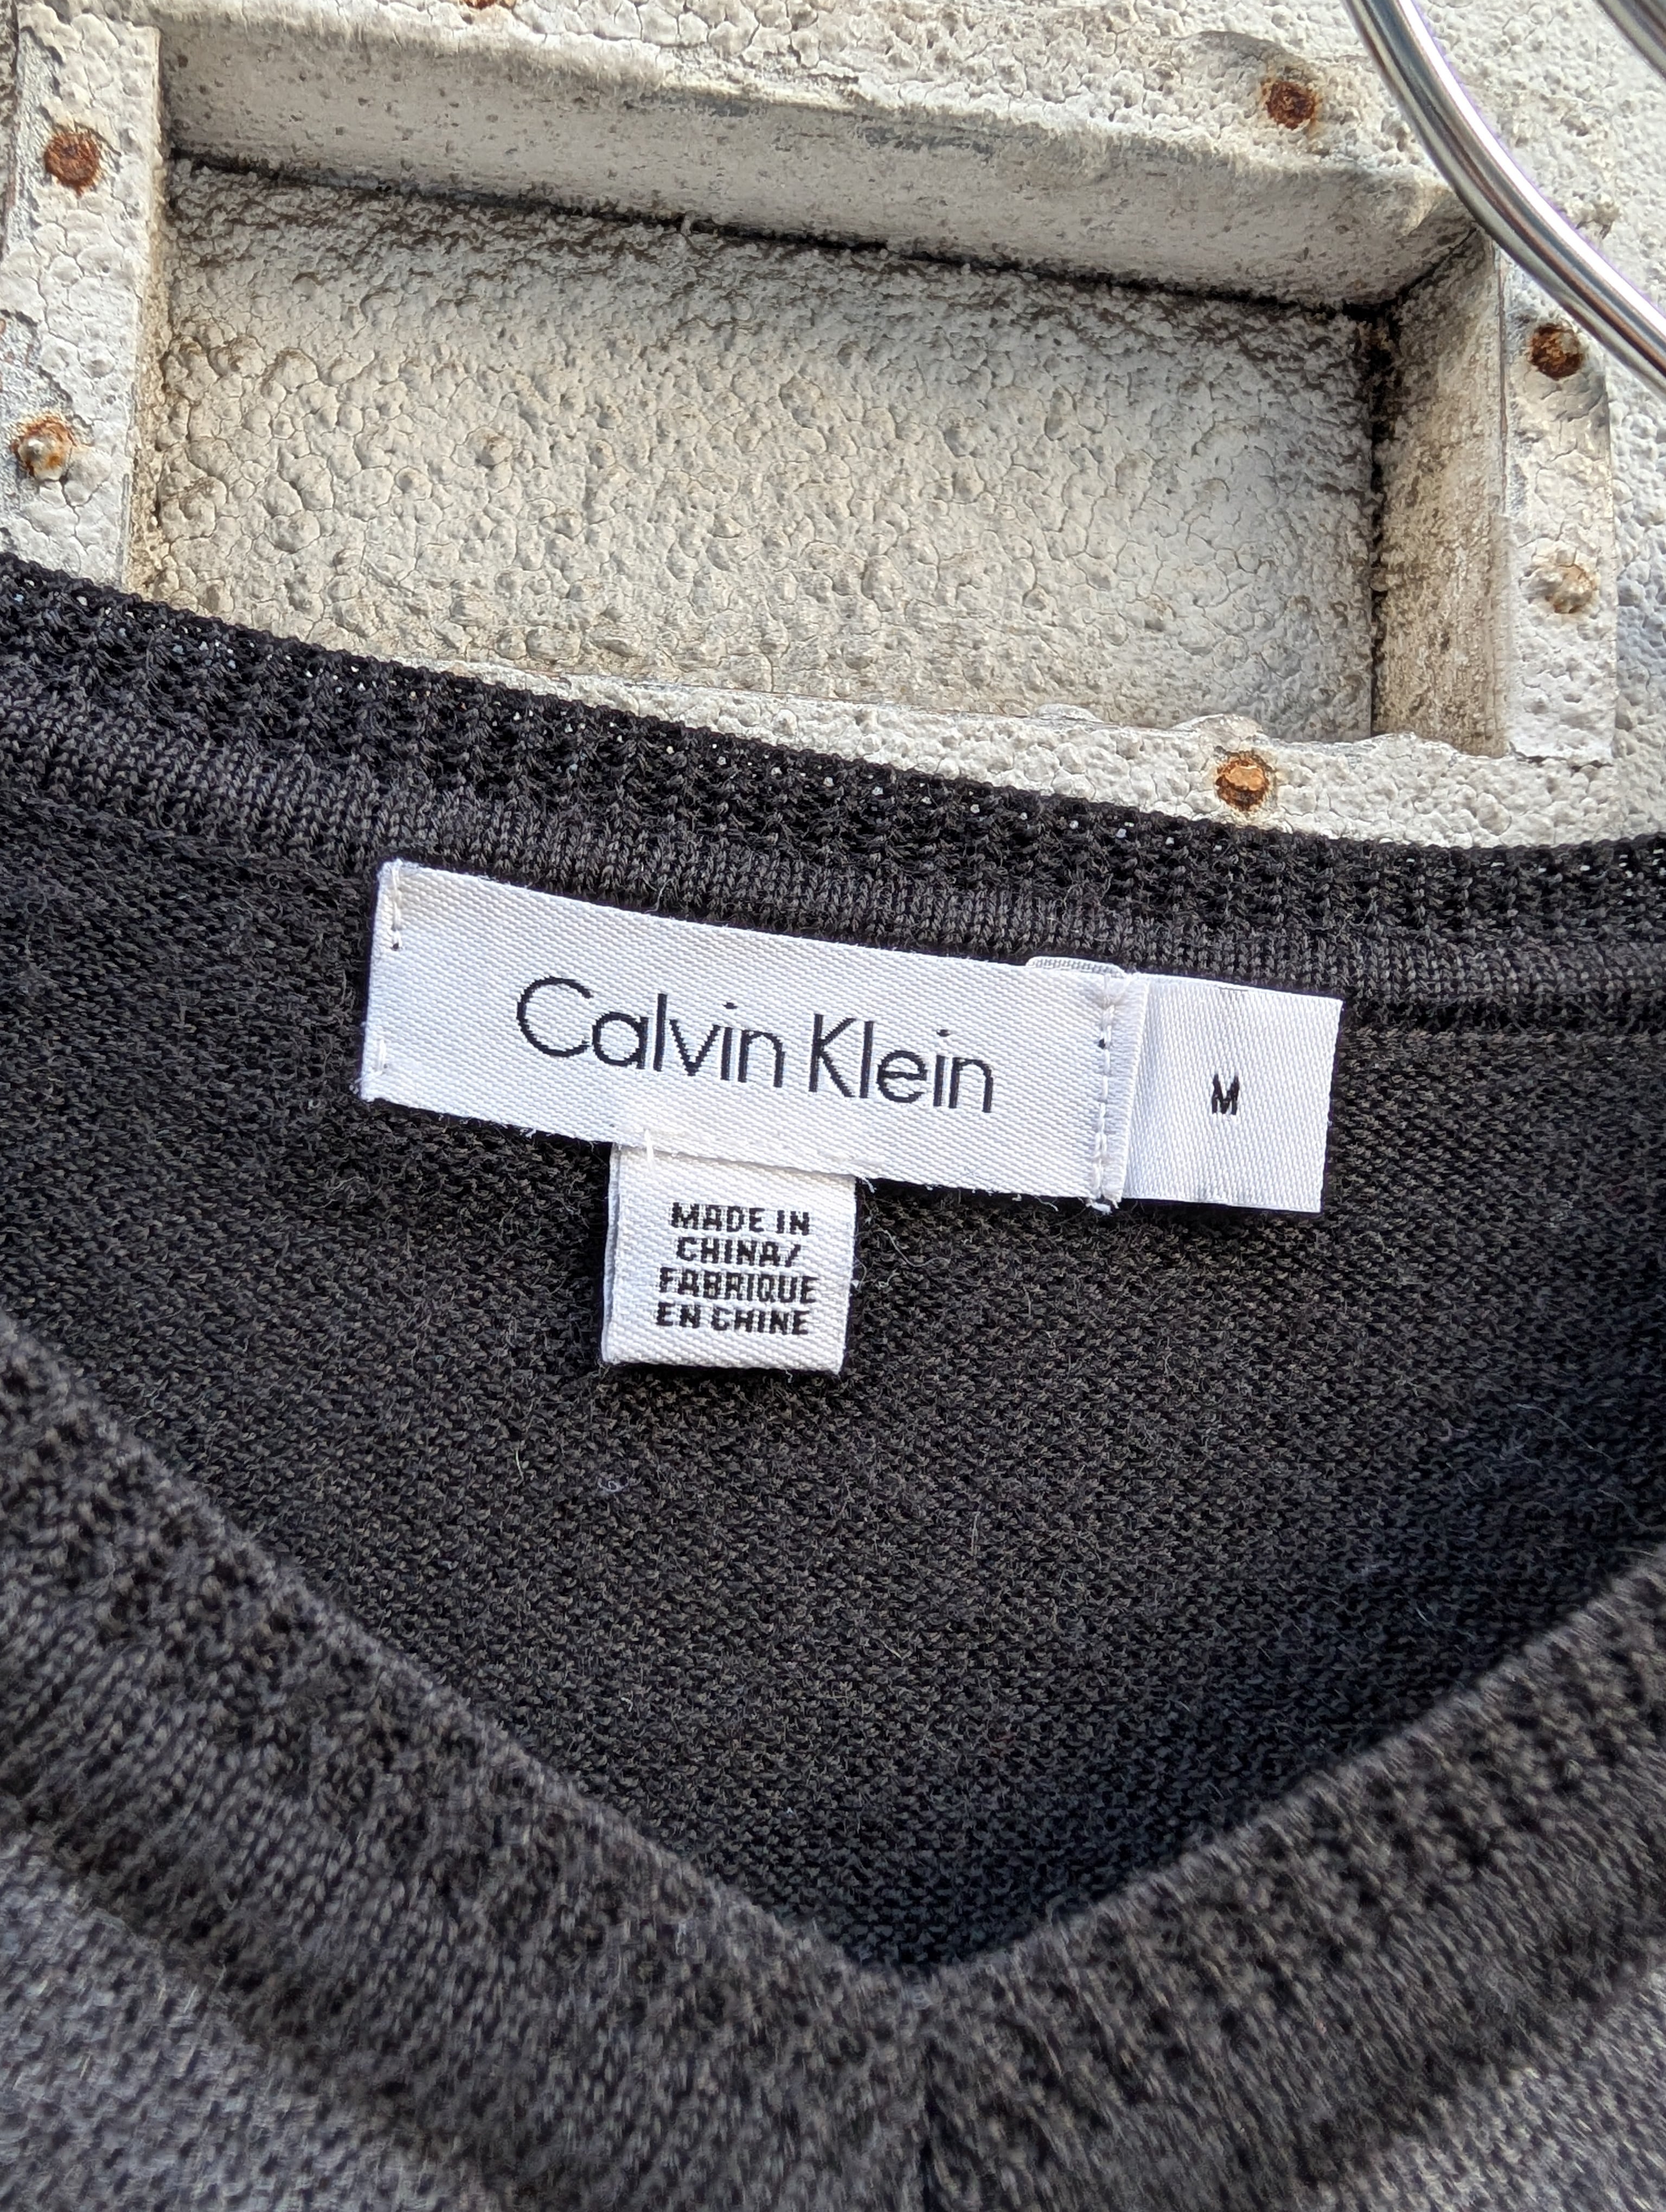 Calvin Klein
M
MADE IN
CHINA/
FABRIQUE
EN CHINE